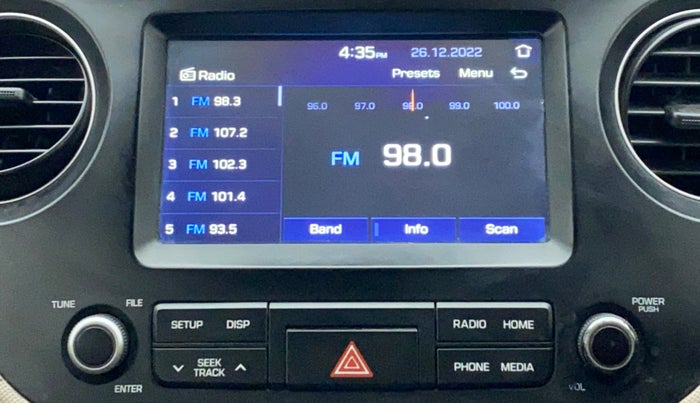 4:35PM 26.12.2022
Radio Presets Menu
1 FM 98.3
2 FM 107.2
3 FM 102.3
4 FM 101.4
5 FM 93.5
96.0 97.0 98.0 99.0 100.0
FM 98.0
Band Info Scan
TUNE FILE
ENTER
SETUP DISP
SEEK
TRACK
RADIO HOME
PHONE MEDIA
POWER
PUSH
VOL